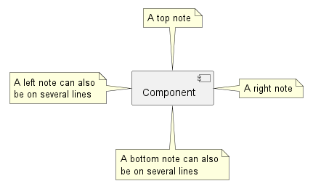 A top note
A left note can also
be on several lines
Component
A right note
A bottom note can also
be on several lines